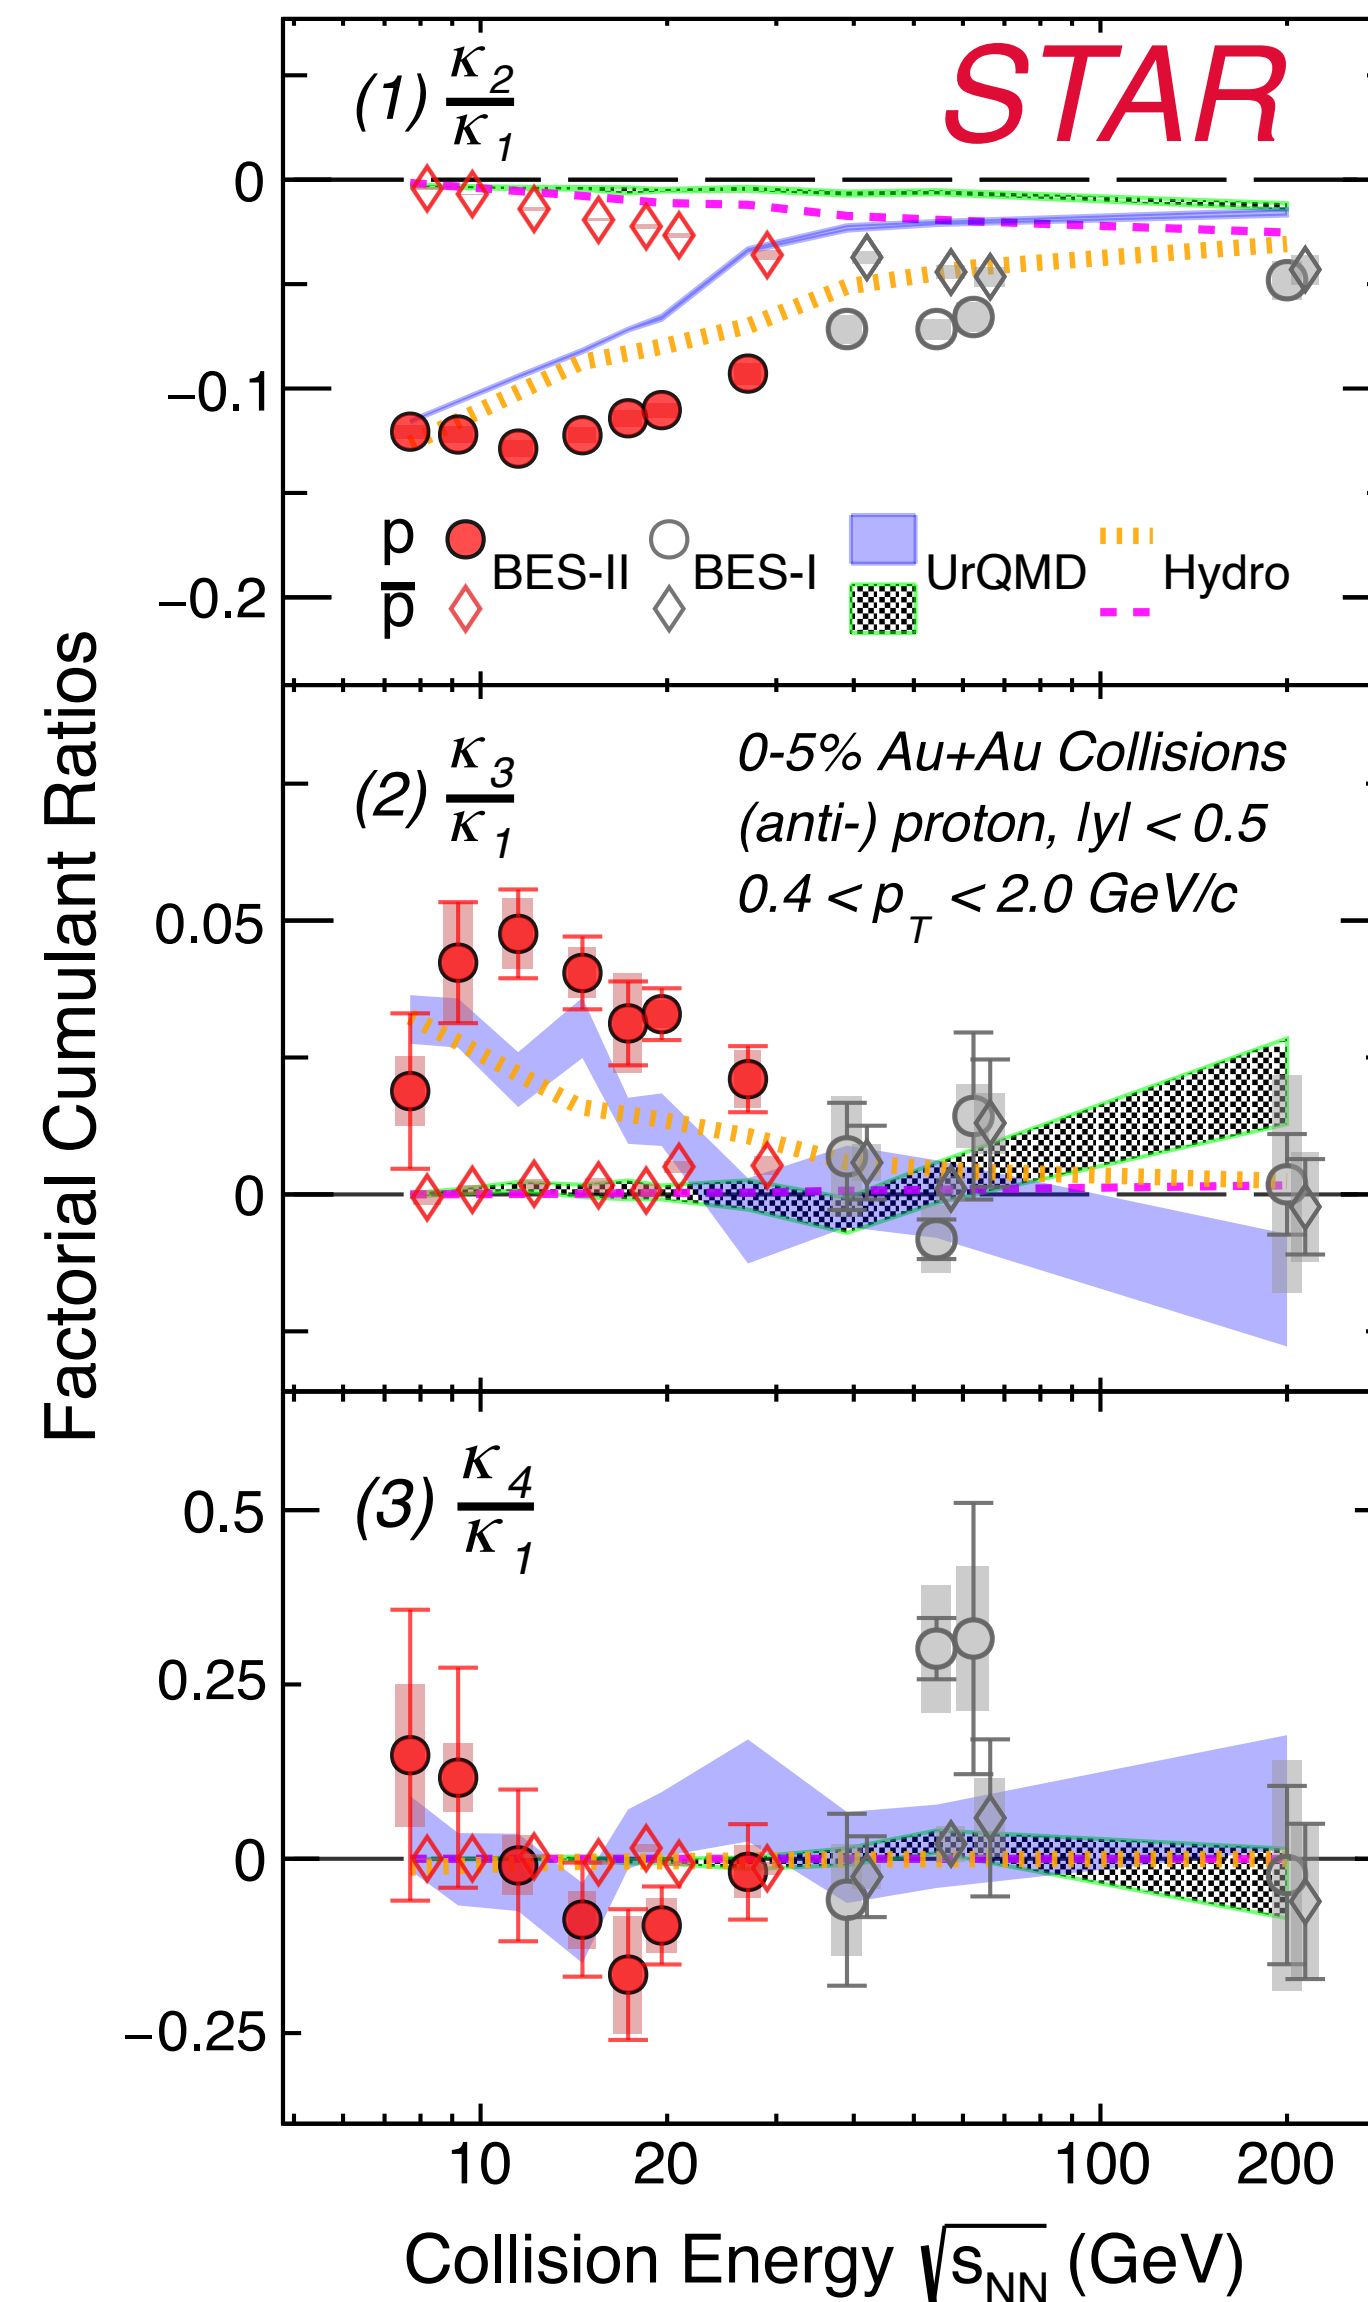 Factorial Cumulant Ratios
(1) κ2/κ1
STAR
0
−0.1
−0.2
p BES-II BES-I UrQMD Hydro
p̅
(2) κ3/κ1
0-5% Au+Au Collisions
(anti-) proton, lyl < 0.5
0.4 < pT < 2.0 GeV/c
0.05
0
(3) κ4/κ1
0.5
0.25
0
−0.25
10 20 100 200
Collision Energy √sNN (GeV)